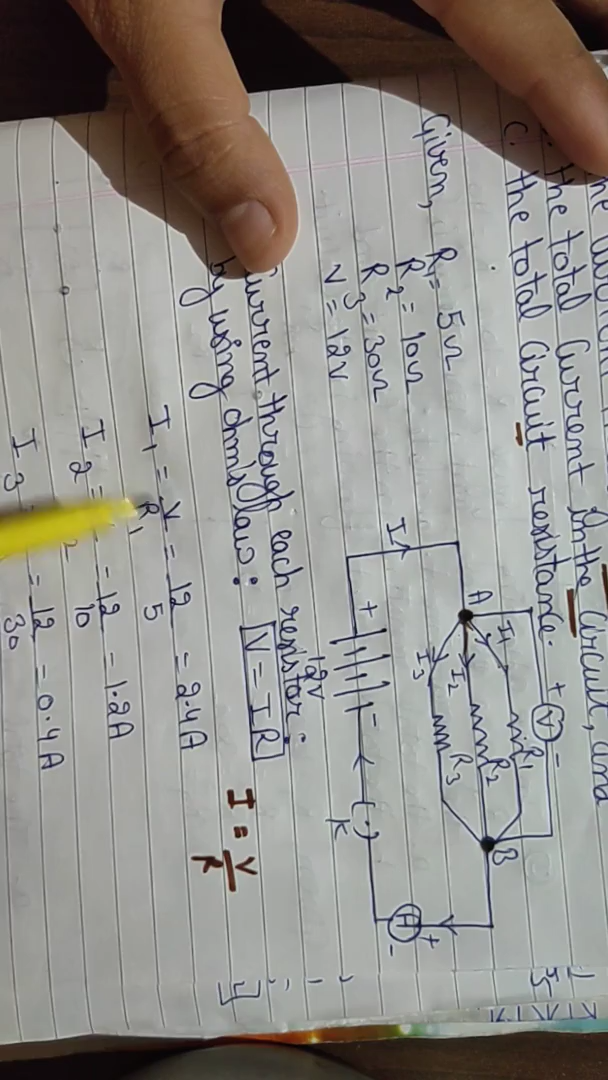 the total current in the circuit, and
C. the total circuit resistance.
Given, R1 = 5Ω
R2 = 10Ω
R3 = 30Ω
V = 12V
+ V -
A I1 R1 B
I2 R2
I3 R3
I
+ - K
12V
A + -
current through each resistor:
by using ohm's law: V = IR
I = V/R
I1 = V/R1 = 12/5 = 2.4A
I2 = 12/10 = 1.2A
I3 = 12/30 = 0.4A